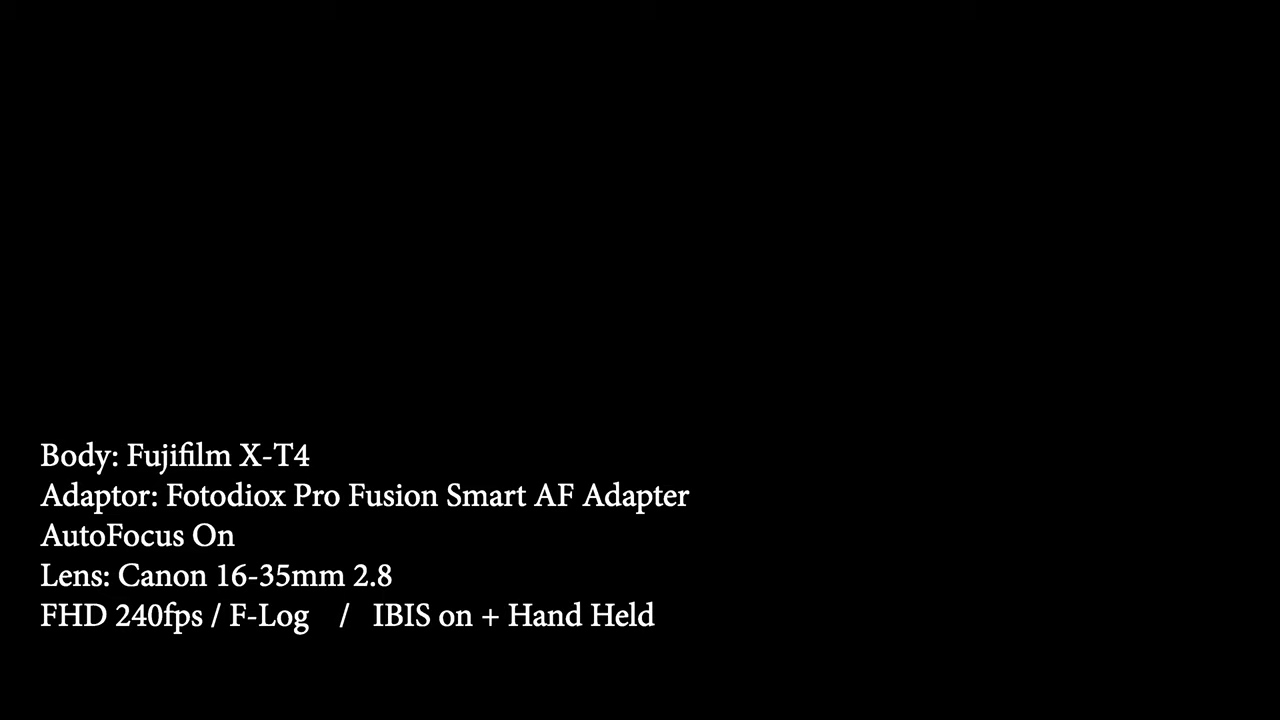 Body: Fujifilm X-T4
Adaptor: Fotodiox Pro Fusion Smart AF Adapter
AutoFocus On
Lens: Canon 16-35mm 2.8
FHD 240fps / F-Log / IBIS on + Hand Held